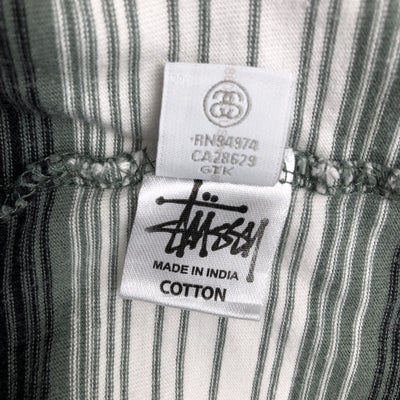 RN94974
CA28629
GTK
Stüssy
MADE IN INDIA
COTTON